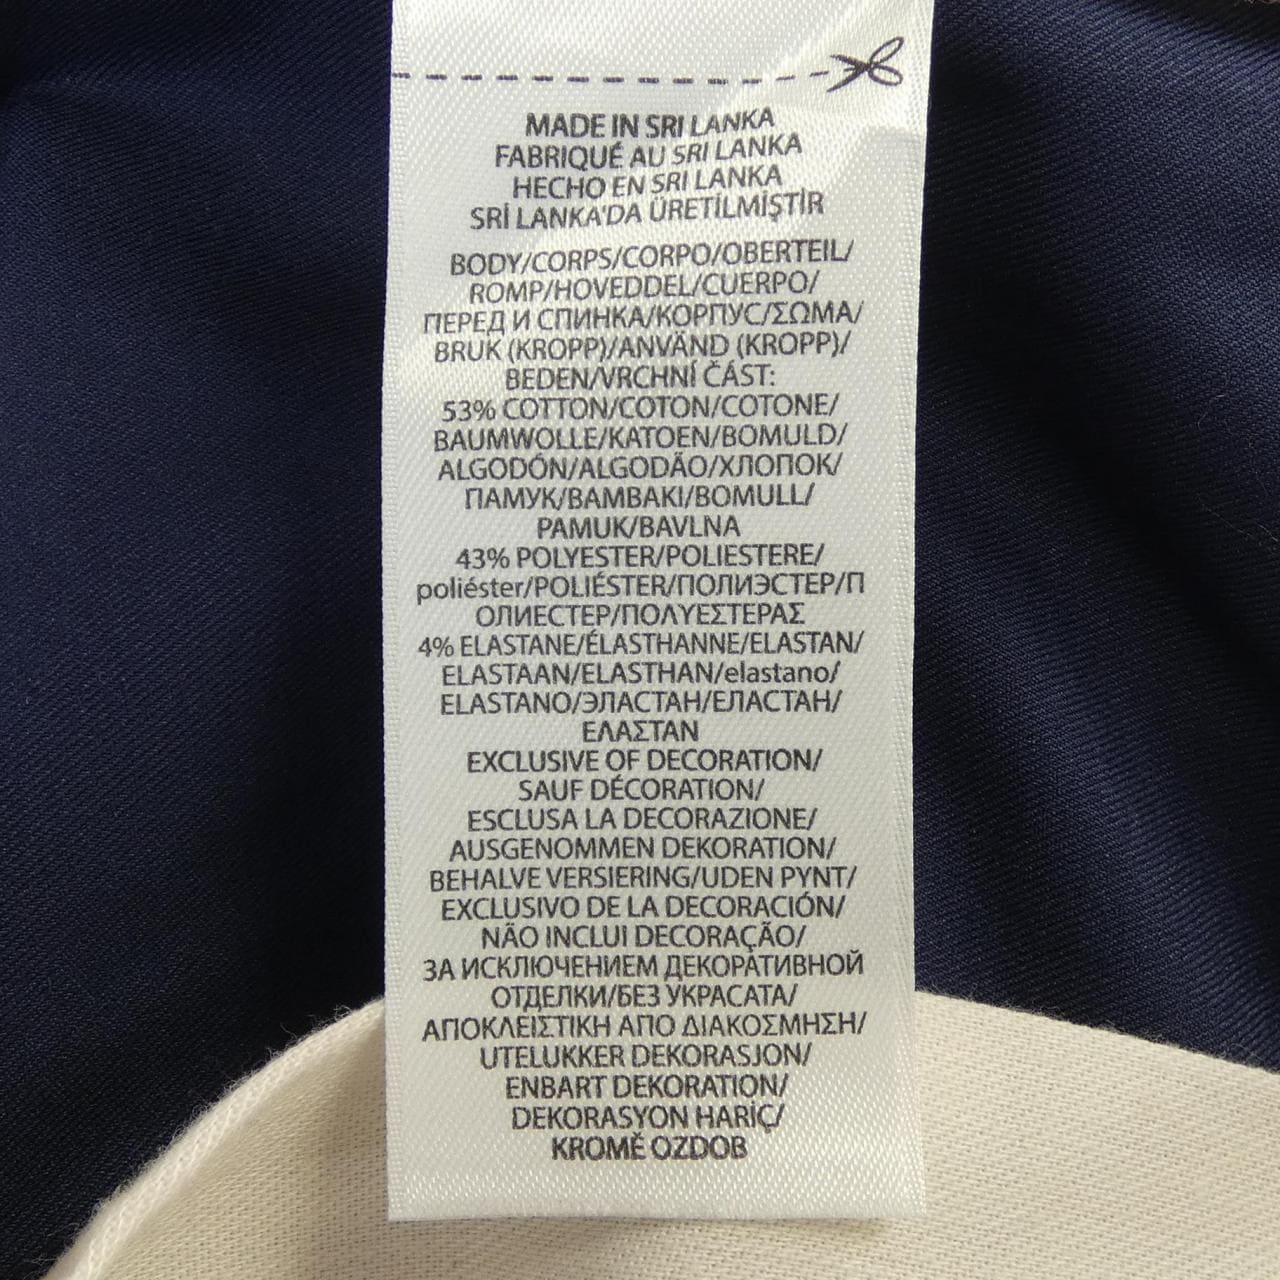 MADE IN SRI LANKA
FABRIQUÉ AU SRI LANKA
HECHO EN SRI LANKA
SRİ LANKA'DA ÜRETİLMİŞTİR
BODY/CORPS/CORPO/OBERTEIL/
ROMP/HOVEDDEL/CUERPO/
ПЕРЕД И СПИНКА/КОРПУС/ΣΩΜΑ/
BRUK (KROPP)/ANVÄND (KROPP)/
BEDEN/VRCHNÍ ČÁST:
53% COTTON/COTON/COTONE/
BAUMWOLLE/KATOEN/BOMULD/
ALGODÓN/ALGODÃO/ХЛОПОК/
ПАМУК/BAMBAKI/BOMULL/
PAMUK/BAVLNA
43% POLYESTER/POLIESTERE/
poliéster/POLIÉSTER/ПОЛИЭСТЕР/П
ОЛИЕСТЕР/ΠΟΛΥΕΣΤΕΡΑΣ
4% ELASTANE/ÉLASTHANNE/ELASTAN/
ELASTAAN/ELASTHAN/elastano/
ELASTANO/ЭЛАСТАН/ЕЛАСТАН/
ΕΛΑΣΤΑΝ
EXCLUSIVE OF DECORATION/
SAUF DÉCORATION/
ESCLUSA LA DECORAZIONE/
AUSGENOMMEN DEKORATION/
BEHALVE VERSIERING/UDEN PYNT/
EXCLUSIVO DE LA DECORACIÓN/
NÃO INCLUI DECORAÇÃO/
ЗА ИСКЛЮЧЕНИЕМ ДЕКОРАТИВНОЙ
ОТДЕЛКИ/БЕЗ УКРАСАТА/
ΑΠΟΚΛΕΙΣΤΙΚΗ ΑΠΟ ΔΙΑΚΟΣΜΗΣΗ/
UTELUKKER DEKORASJON/
ENBART DEKORATION/
DEKORASYON HARİÇ/
KROMĚ OZDOB